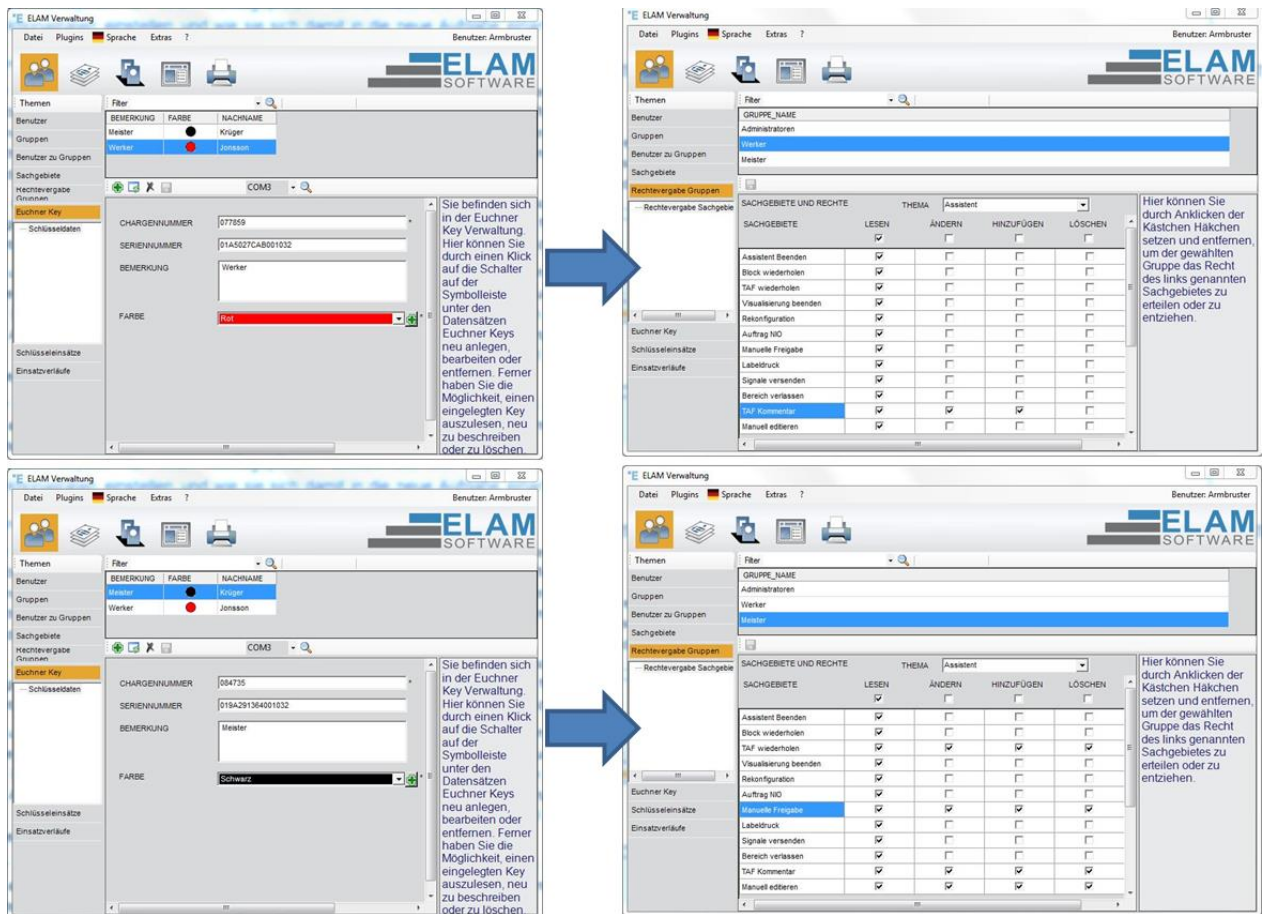 ELAM Verwaltung
Datei Plugins Sprache Extras ? Benutzer: Armbruster
ELAM
SOFTWARE
Themen
Benutzer
Gruppen
Benutzer zu Gruppen
Sachgebiete
Rechtevergabe
Gruppen
Euchner Key
Schlüsseldaten
Schlüsseleinsätze
Einsatzverläufe
Filter
BEMERKUNG FARBE NACHNAME
Meister Krüger
Werker Jonsson
COM3
CHARGENNUMMER 077859 *
SERIENNUMMER 01A5027CAB001032
BEMERKUNG Werker
FARBE Rot *
Sie befinden sich
in der Euchner
Key Verwaltung.
Hier können Sie
durch einen Klick
auf die Schalter
auf der
Symbolleiste
unter den
Datensätzen
Euchner Keys
neu anlegen,
bearbeiten oder
entfernen. Ferner
haben Sie die
Möglichkeit, einen
eingelegten Key
auszulesen, neu
zu beschreiben
oder zu löschen.
ELAM Verwaltung
Datei Plugins Sprache Extras ? Benutzer: Armbruster
ELAM
SOFTWARE
Themen
Benutzer
Gruppen
Benutzer zu Gruppen
Sachgebiete
Rechtevergabe Gruppen
Rechtevergabe Sachgebie
Euchner Key
Schlüsseleinsätze
Einsatzverläufe
Filter
GRUPPE_NAME
Administratoren
Werker
Meister
SACHGEBIETE UND RECHTE THEMA Assistent
SACHGEBIETE LESEN ÄNDERN HINZUFÜGEN LÖSCHEN
Assistent Beenden
Block wiederholen
TAF wiederholen
Visualisierung beenden
Rekonfiguration
Auftrag NIO
Manuelle Freigabe
Labeldruck
Signale versenden
Bereich verlassen
TAF Kommentar
Manuell editieren
Hier können Sie
durch Anklicken der
Kästchen Häkchen
setzen und entfernen,
um der gewählten
Gruppe das Recht
des links genannten
Sachgebietes zu
erteilen oder zu
entziehen.
ELAM Verwaltung
Datei Plugins Sprache Extras ? Benutzer: Armbruster
ELAM
SOFTWARE
Themen
Benutzer
Gruppen
Benutzer zu Gruppen
Sachgebiete
Rechtevergabe
Gruppen
Euchner Key
Schlüsseldaten
Schlüsseleinsätze
Einsatzverläufe
Filter
BEMERKUNG FARBE NACHNAME
Meister Krüger
Werker Jonsson
COM3
CHARGENNUMMER 084735 *
SERIENNUMMER 019A291364001032
BEMERKUNG Meister
FARBE Schwarz *
Sie befinden sich
in der Euchner
Key Verwaltung.
Hier können Sie
durch einen Klick
auf die Schalter
auf der
Symbolleiste
unter den
Datensätzen
Euchner Keys
neu anlegen,
bearbeiten oder
entfernen. Ferner
haben Sie die
Möglichkeit, einen
eingelegten Key
auszulesen, neu
zu beschreiben
oder zu löschen.
ELAM Verwaltung
Datei Plugins Sprache Extras ? Benutzer: Armbruster
ELAM
SOFTWARE
Themen
Benutzer
Gruppen
Benutzer zu Gruppen
Sachgebiete
Rechtevergabe Gruppen
Rechtevergabe Sachgebie
Euchner Key
Schlüsseleinsätze
Einsatzverläufe
Filter
GRUPPE_NAME
Administratoren
Werker
Meister
SACHGEBIETE UND RECHTE THEMA Assistent
SACHGEBIETE LESEN ÄNDERN HINZUFÜGEN LÖSCHEN
Assistent Beenden
Block wiederholen
TAF wiederholen
Visualisierung beenden
Rekonfiguration
Auftrag NIO
Manuelle Freigabe
Labeldruck
Signale versenden
Bereich verlassen
TAF Kommentar
Manuell editieren
Hier können Sie
durch Anklicken der
Kästchen Häkchen
setzen und entfernen,
um der gewählten
Gruppe das Recht
des links genannten
Sachgebietes zu
erteilen oder zu
entziehen.